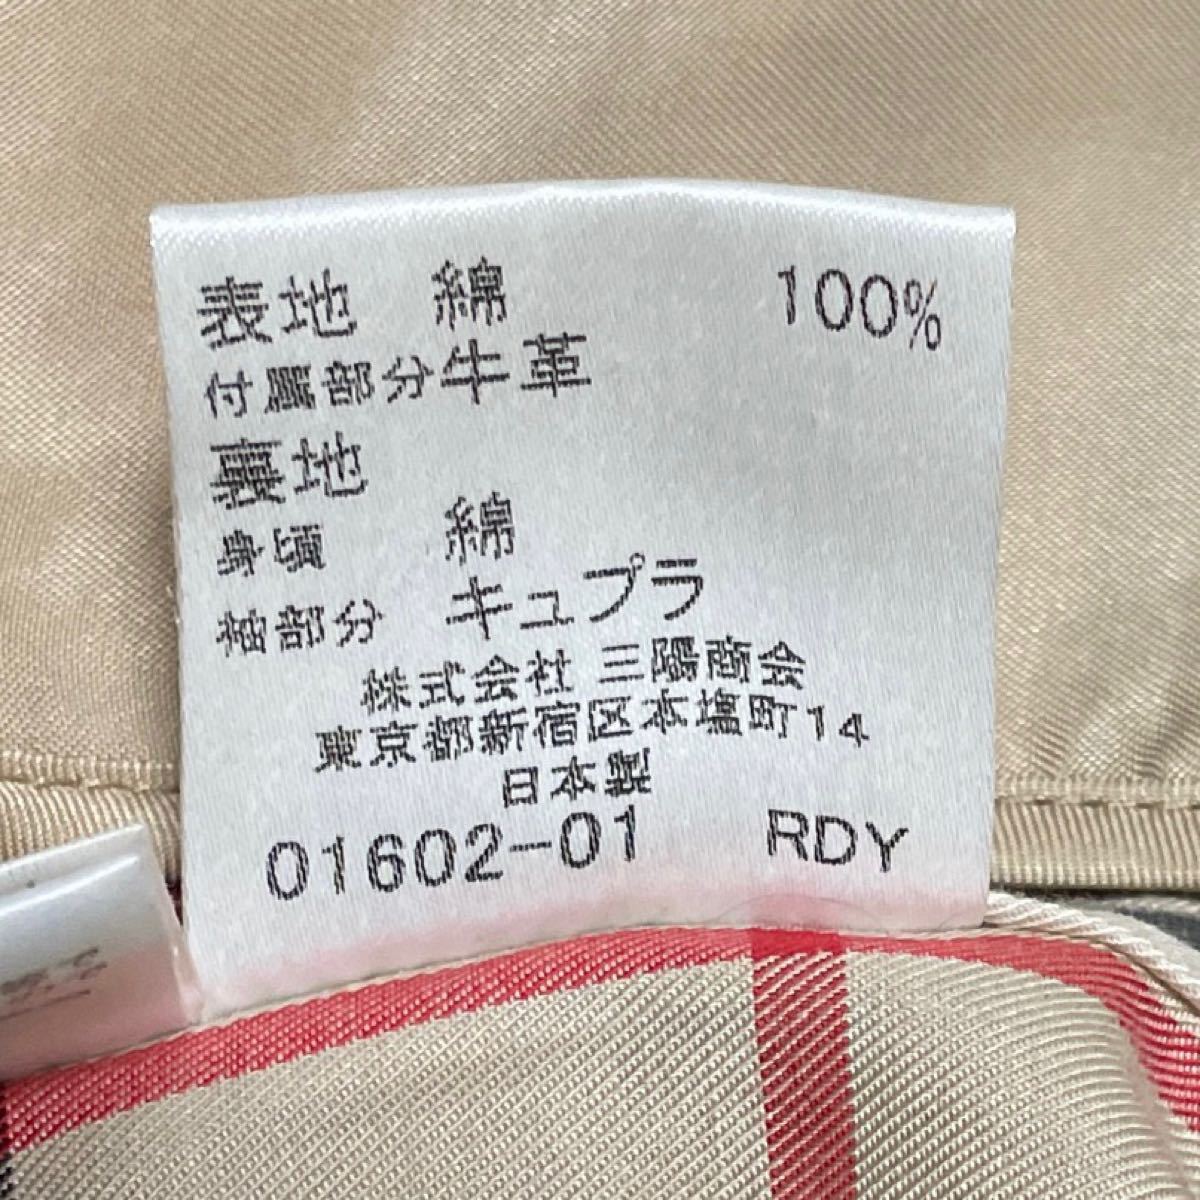 表地 綿 100%
付属部分牛革
裏地
身頃 綿
袖部分 キュプラ
株式会社 三陽商会
東京都新宿区本塩町14
日本製
01602-01 RDY